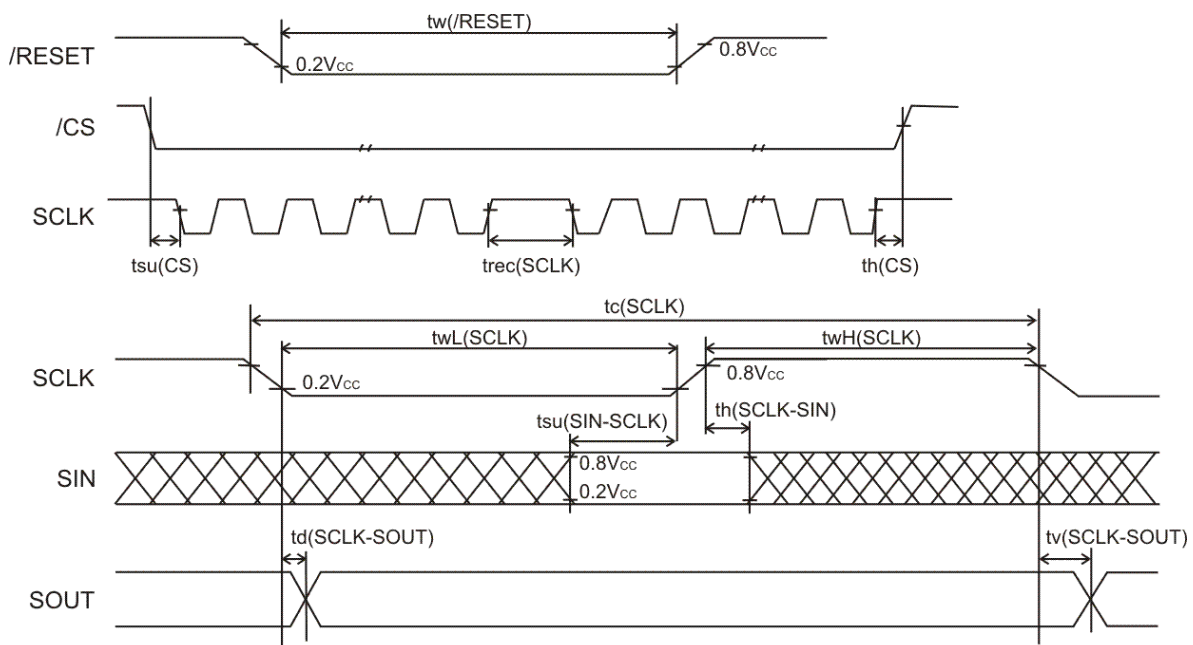 tw(/RESET)
/RESET
0.2Vcc
0.8Vcc
/CS
SCLK
tsu(CS)
trec(SCLK)
th(CS)
tc(SCLK)
twL(SCLK)
twH(SCLK)
SCLK
0.2Vcc
0.8Vcc
tsu(SIN-SCLK)
th(SCLK-SIN)
SIN
0.8Vcc
0.2Vcc
td(SCLK-SOUT)
tv(SCLK-SOUT)
SOUT